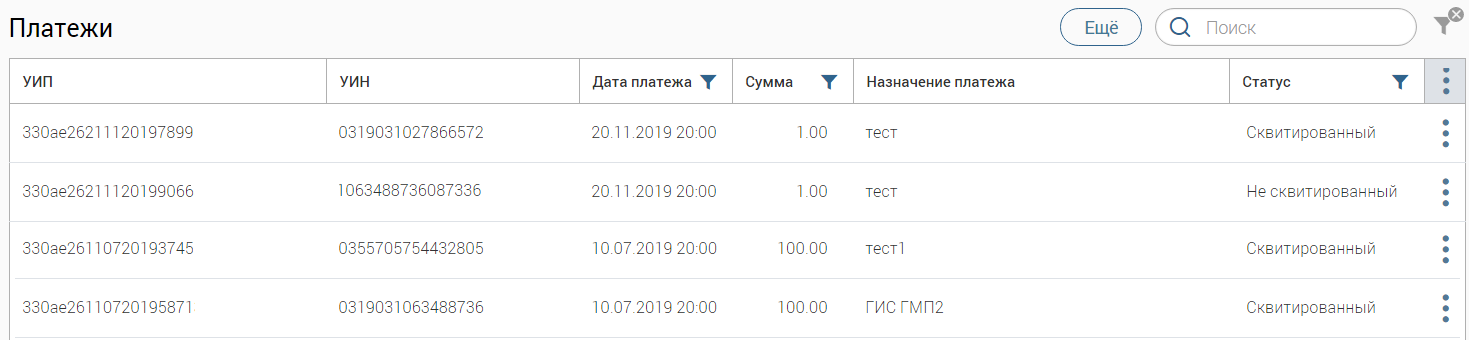 Платежи Ещё Поиск
УИП УИН Дата платежа Сумма Назначение платежа Статус
330ae26211120197899 0319031027866572 20.11.2019 20:00 1.00 тест Сквитированный
330ae26211120199066 1063488736087336 20.11.2019 20:00 1.00 тест Не сквитированный
330ae26110720193745 0355705754432805 10.07.2019 20:00 100.00 тест1 Сквитированный
330ae26110720195871 0319031063488736 10.07.2019 20:00 100.00 ГИС ГМП2 Сквитированный